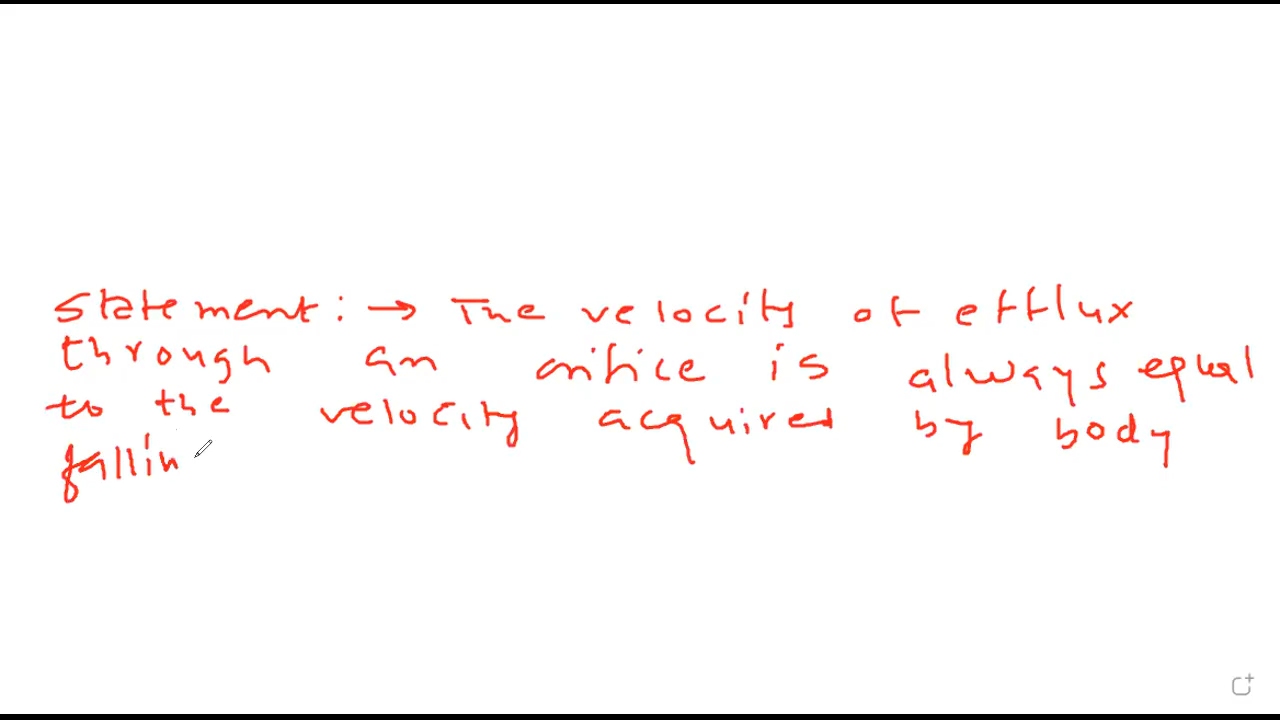 Statement: → The velocity of efflux
through an orifice is always equal
to the velocity acquired by body
fallin